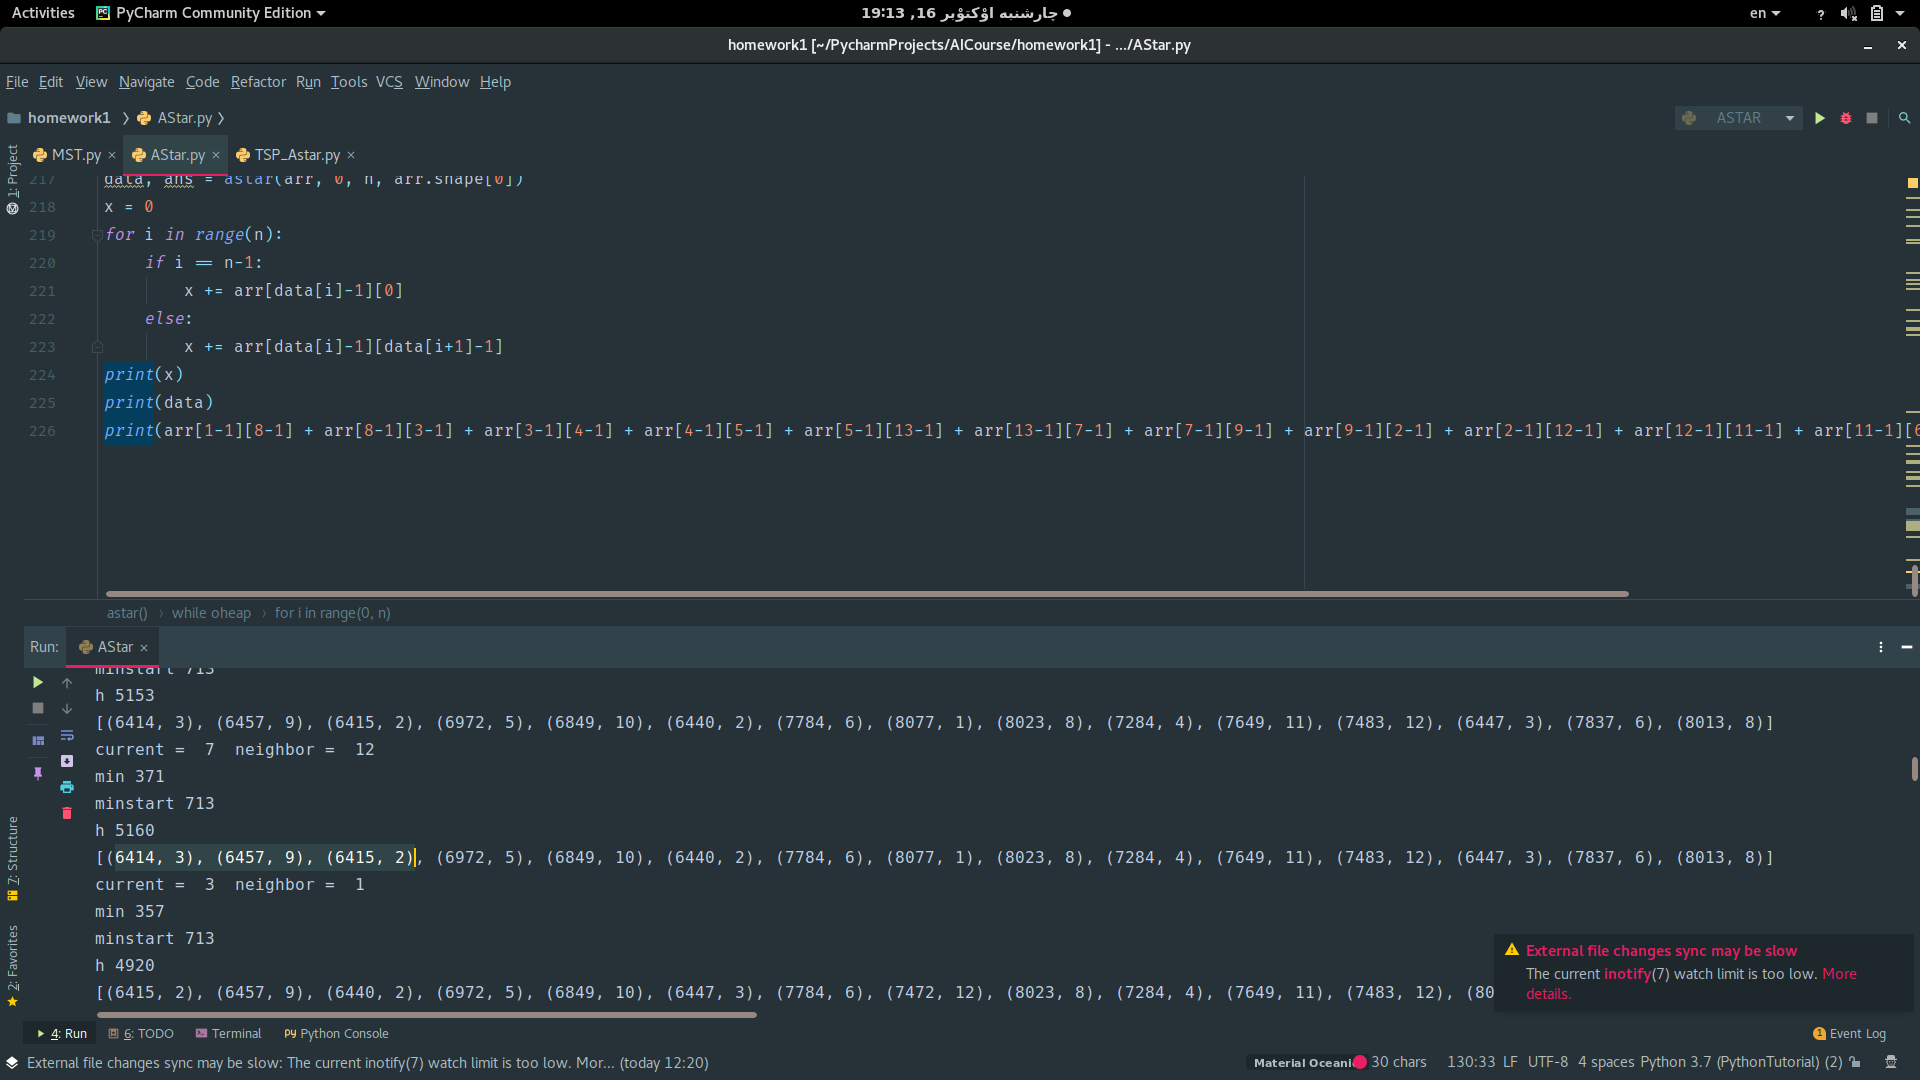 Activities PyCharm Community Edition 19:13 ,16 چارشنبه اؤکتؤبر en ?
homework1 [~/PycharmProjects/AICourse/homework1] - .../AStar.py
File Edit View Navigate Code Refactor Run Tools VCS Window Help
homework1 AStar.py ASTAR
MST.py AStar.py TSP_Astar.py
1: Project
217 data, ans = astar(arr, 0, n, arr.shape[0])
218 x = 0
219 for i in range(n):
220 if i == n-1:
221 x += arr[data[i]-1][0]
222 else:
223 x += arr[data[i]-1][data[i+1]-1]
224 print(x)
225 print(data)
226 print(arr[1-1][8-1] + arr[8-1][3-1] + arr[3-1][4-1] + arr[4-1][5-1] + arr[5-1][13-1] + arr[13-1][7-1] + arr[7-1][9-1] + arr[9-1][2-1] + arr[2-1][12-1] + arr[12-1][11-1] + arr[11-1][6
astar() › while oheap › for i in range(0, n)
Run: AStar
minstart 713
h 5153
[(6414, 3), (6457, 9), (6415, 2), (6972, 5), (6849, 10), (6440, 2), (7784, 6), (8077, 1), (8023, 8), (7284, 4), (7649, 11), (7483, 12), (6447, 3), (7837, 6), (8013, 8)]
current = 7 neighbor = 12
min 371
minstart 713
h 5160
[(6414, 3), (6457, 9), (6415, 2), (6972, 5), (6849, 10), (6440, 2), (7784, 6), (8077, 1), (8023, 8), (7284, 4), (7649, 11), (7483, 12), (6447, 3), (7837, 6), (8013, 8)]
current = 3 neighbor = 1
min 357
minstart 713
h 4920
[(6415, 2), (6457, 9), (6440, 2), (6972, 5), (6849, 10), (6447, 3), (7784, 6), (7472, 12), (8023, 8), (7284, 4), (7649, 11), (7483, 12), (80
7: Structure
2: Favorites
External file changes sync may be slow
The current inotify(7) watch limit is too low. More
details.
4: Run 6: TODO Terminal Python Console 1 Event Log
External file changes sync may be slow: The current inotify(7) watch limit is too low. Mor... (today 12:20) Material Oceanic 30 chars 130:33 LF UTF-8 4 spaces Python 3.7 (PythonTutorial) (2)